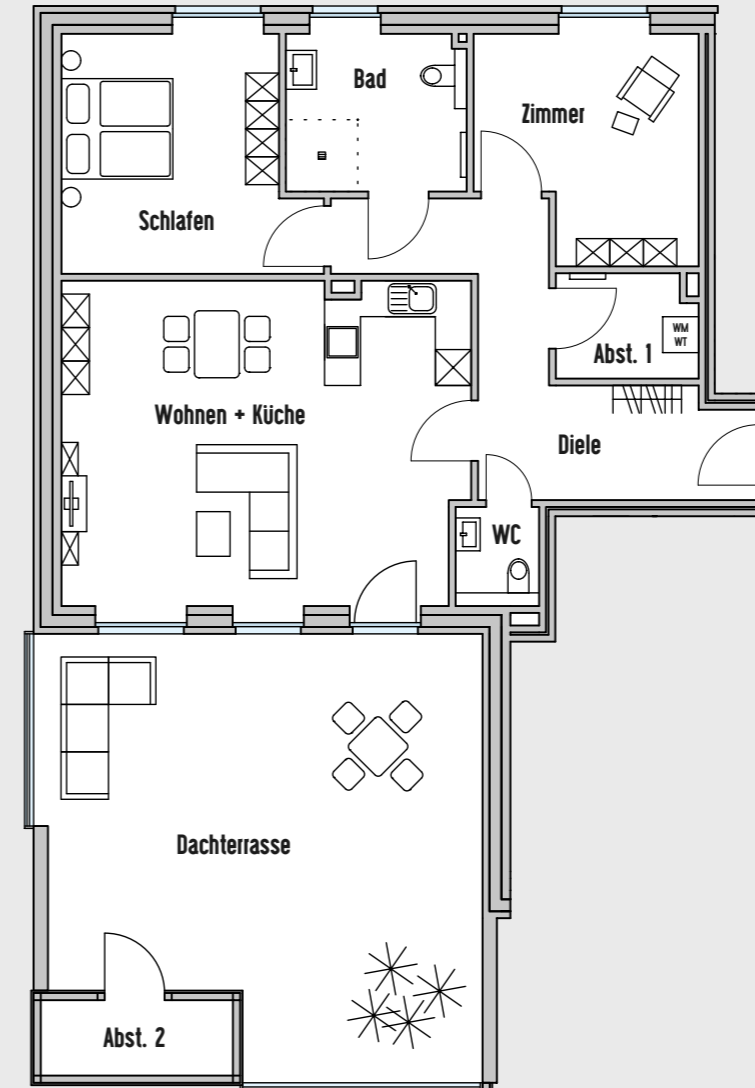 Bad
Zimmer
Schlafen
WM
WT
Abst. 1
Wohnen + Küche
Diele
WC
Dachterrasse
Abst. 2